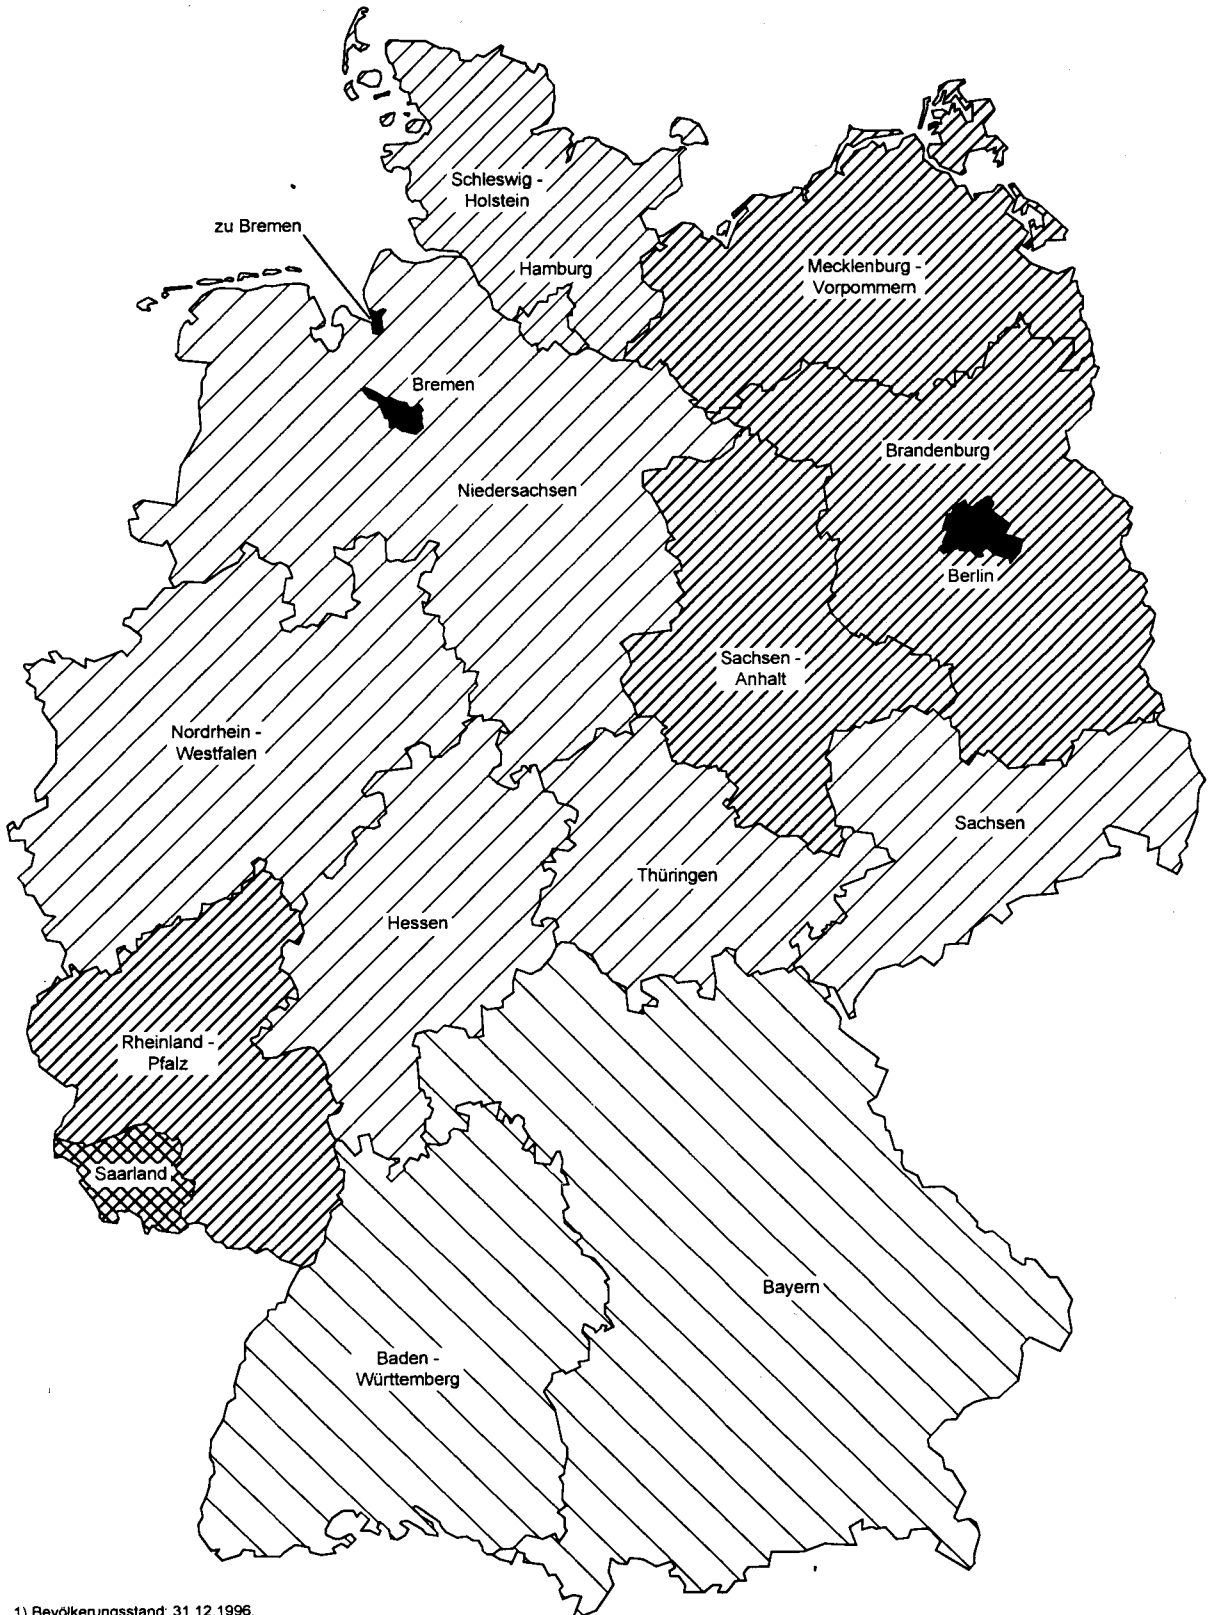 Schleswig -
Holstein
zu Bremen
Hamburg
Mecklenburg -
Vorpommern
Bremen
Brandenburg
Niedersachsen
Berlin
Sachsen -
Anhalt
Nordrhein -
Westfalen
Sachsen
Thüringen
Hessen
Rheinland -
Pfalz
Saarland
Bayern
Baden -
Württemberg
1) Bevölkerungsstand: 31.12.1996.